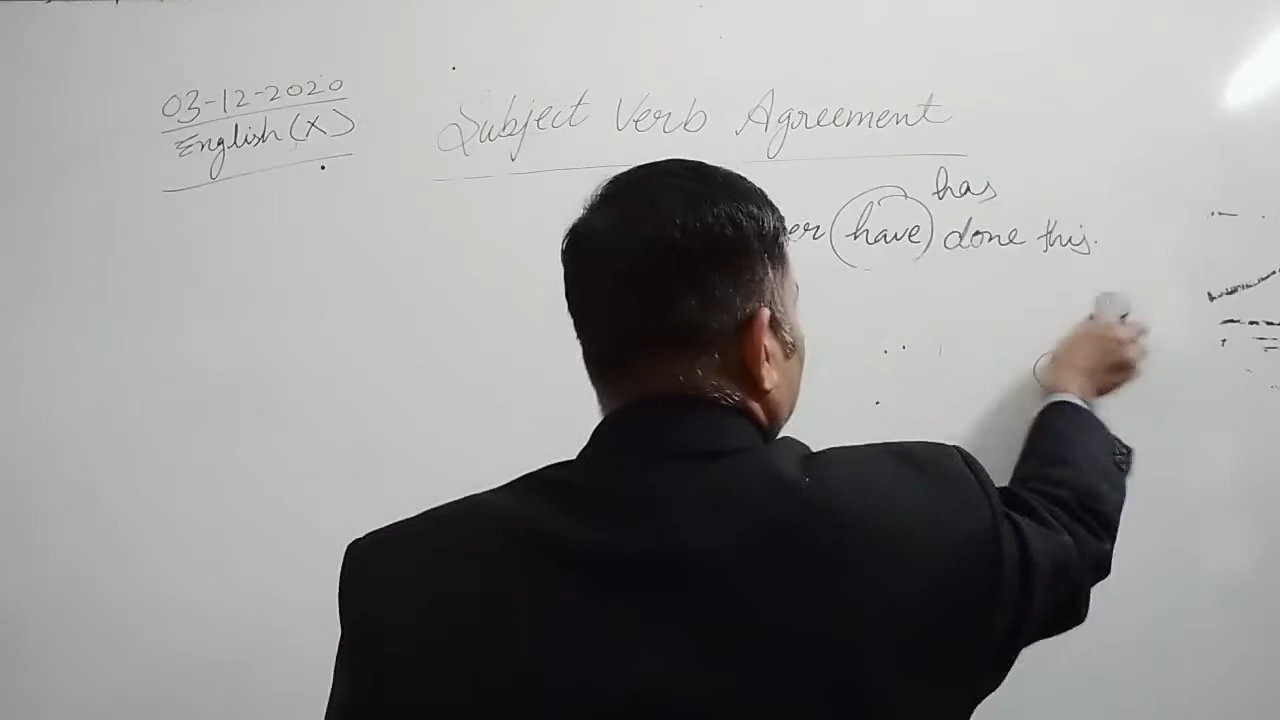 03-12-2020
English (X)
Subject Verb Agreement
has
er have done this.